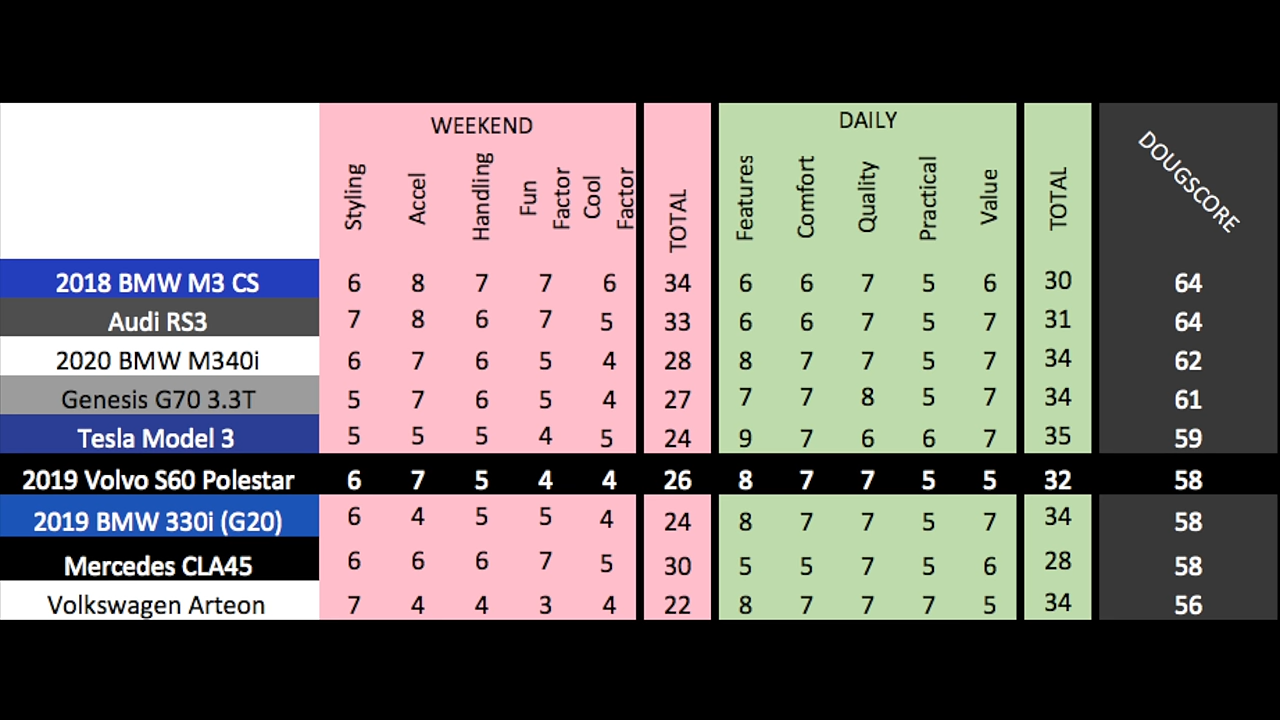 WEEKEND DAILY
Styling Accel Handling Fun Factor Cool Factor TOTAL Features Comfort Quality Practical Value TOTAL DOUGSCORE
2018 BMW M3 CS 6 8 7 7 6 34 6 6 7 5 6 30 64
Audi RS3 7 8 6 7 5 33 6 6 7 5 7 31 64
2020 BMW M340i 6 7 6 5 4 28 8 7 7 5 7 34 62
Genesis G70 3.3T 5 7 6 5 4 27 7 7 8 5 7 34 61
Tesla Model 3 5 5 5 4 5 24 9 7 6 6 7 35 59
2019 Volvo S60 Polestar 6 7 5 4 4 26 8 7 7 5 5 32 58
2019 BMW 330i (G20) 6 4 5 5 4 24 8 7 7 5 7 34 58
Mercedes CLA45 6 6 6 7 5 30 5 5 7 5 6 28 58
Volkswagen Arteon 7 4 4 3 4 22 8 7 7 7 5 34 56